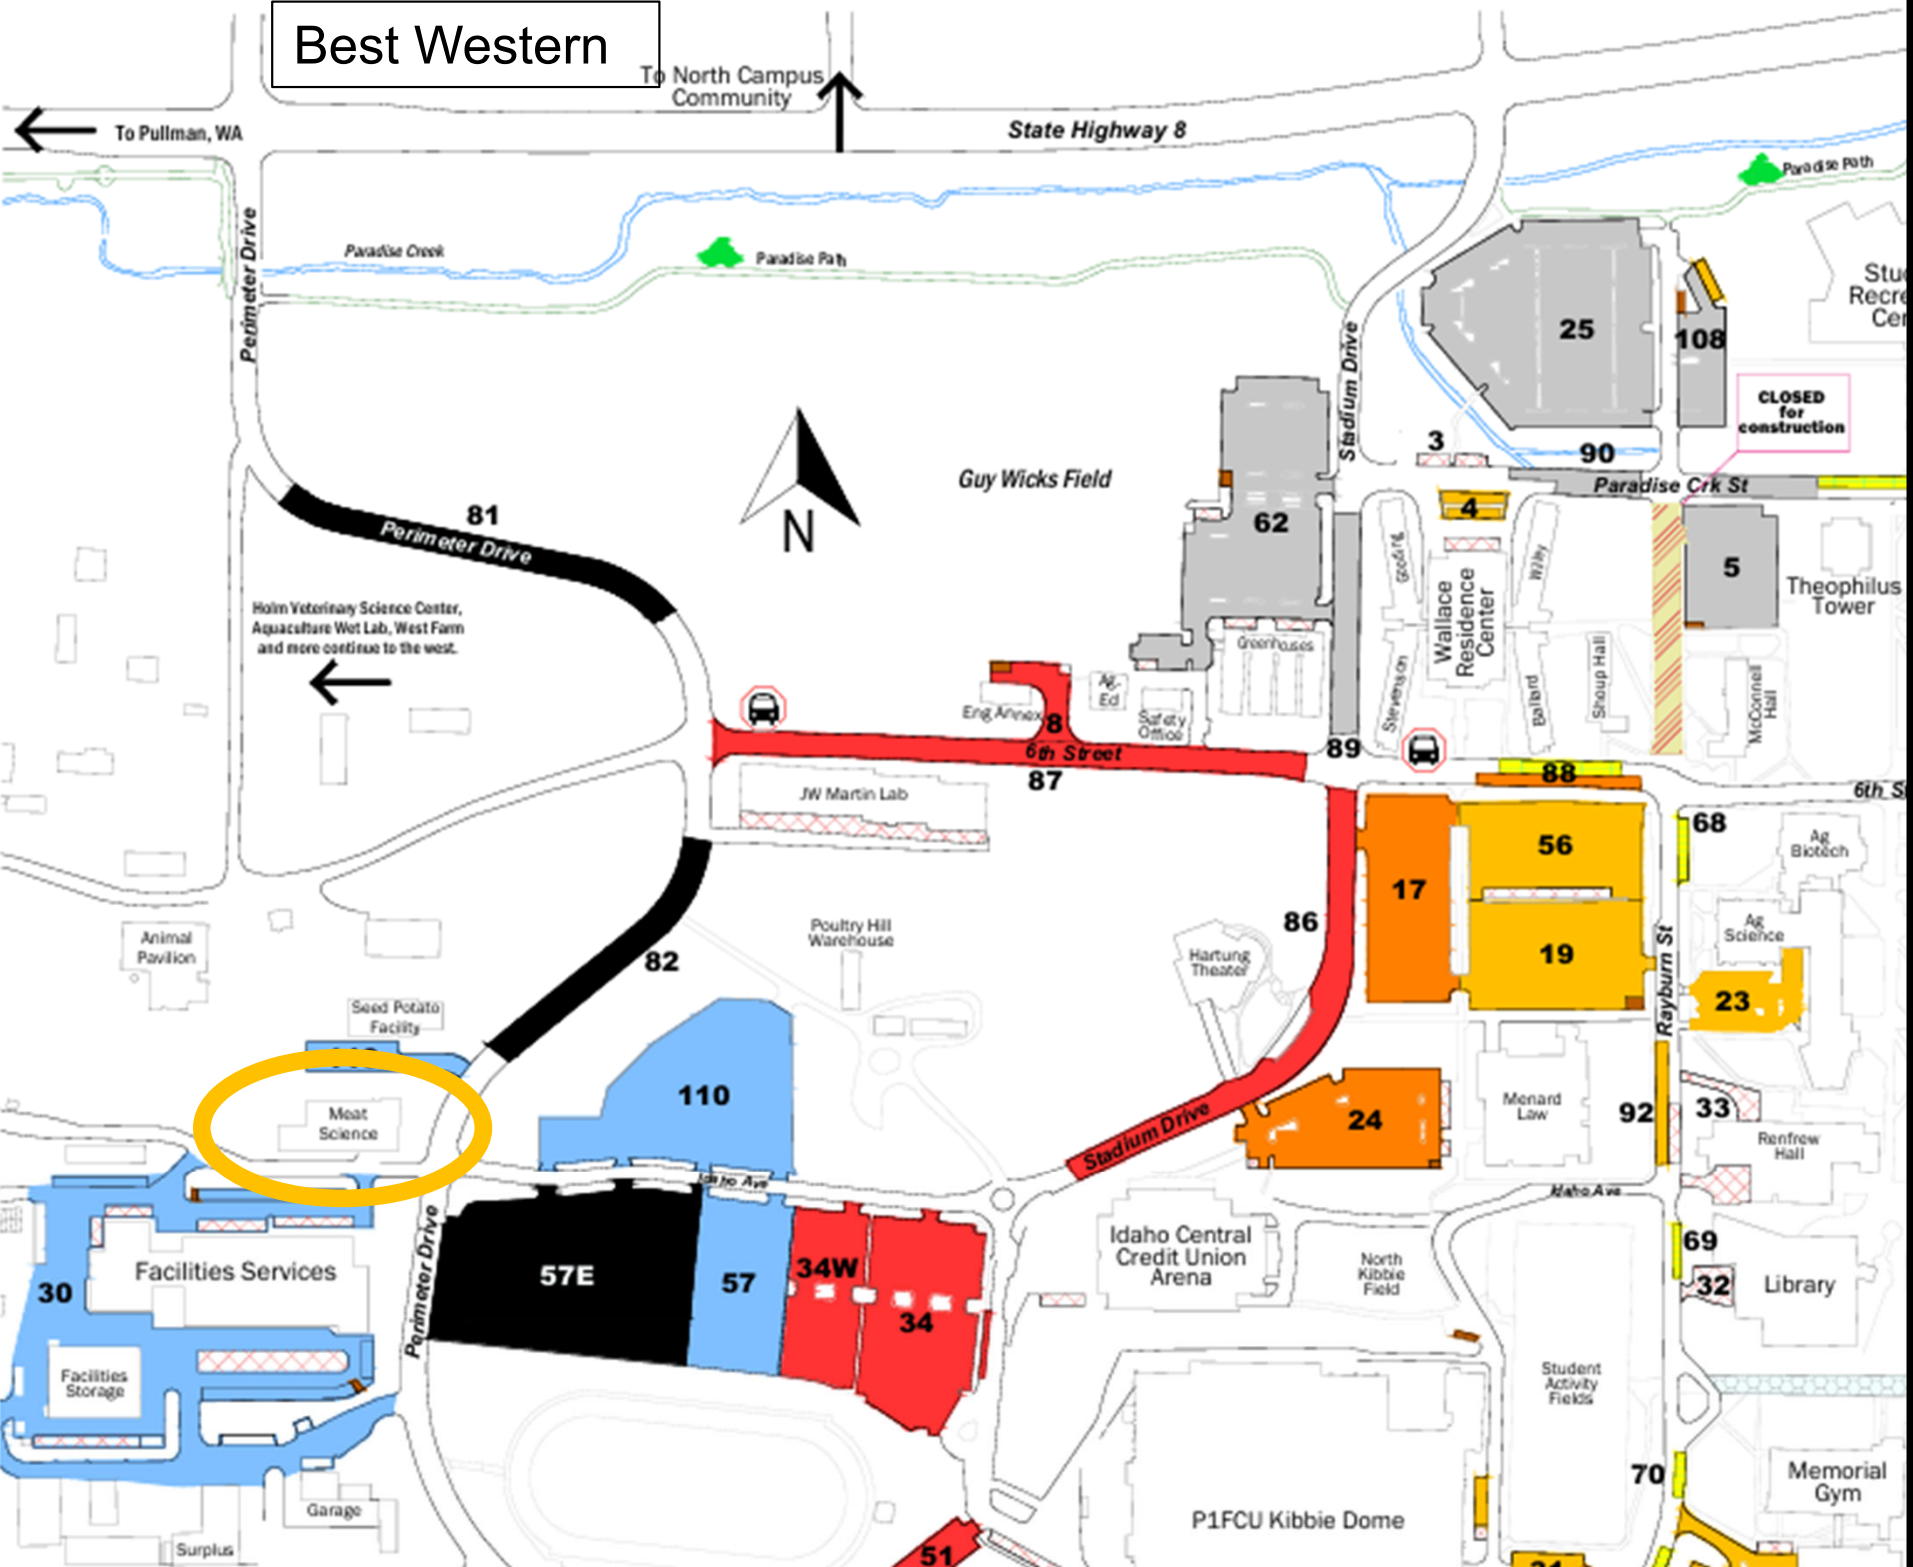 Best Western
To North Campus
Community
To Pullman, WA
State Highway 8
Paradise Path
Perimeter Drive
Paradise Creek
Paradise Path
25
108
CLOSED
for
construction
Stadium Drive
3
90
Paradise Crk St
Guy Wicks Field
4
62
81
Perimeter Drive
N
5
Theophilus
Tower
Gooding
Wiley
Wallace
Residence
Center
Holm Veterinary Science Center,
Aquaculture Wet Lab, West Farm
and more continue to the west.
Greenhouses
Shoup Hall
McConnell
Hall
Stevenson
Ballard
Ag
Ed
Eng Annex
8
Safety
Office
6th Street
87
89
88
6th
68
JW Martin Lab
56
Ag
Biotech
17
86
19
Ag
Science
Rayburn St
23
Poultry Hill
Warehouse
Hartung
Theater
82
Animal
Pavilion
Seed Potato
Facility
110
Meat
Science
Stadium Drive
24
Menard
Law
92
33
Renfrew
Hall
Idaho Ave
Idaho Ave
Perimeter Drive
Facilities Services
30
57E
57
34W
34
Idaho Central
Credit Union
Arena
North
Kibbie
Field
69
32
Library
Facilities
Storage
Student
Activity
Fields
70
Memorial
Gym
Garage
P1FCU Kibbie Dome
Surplus
51